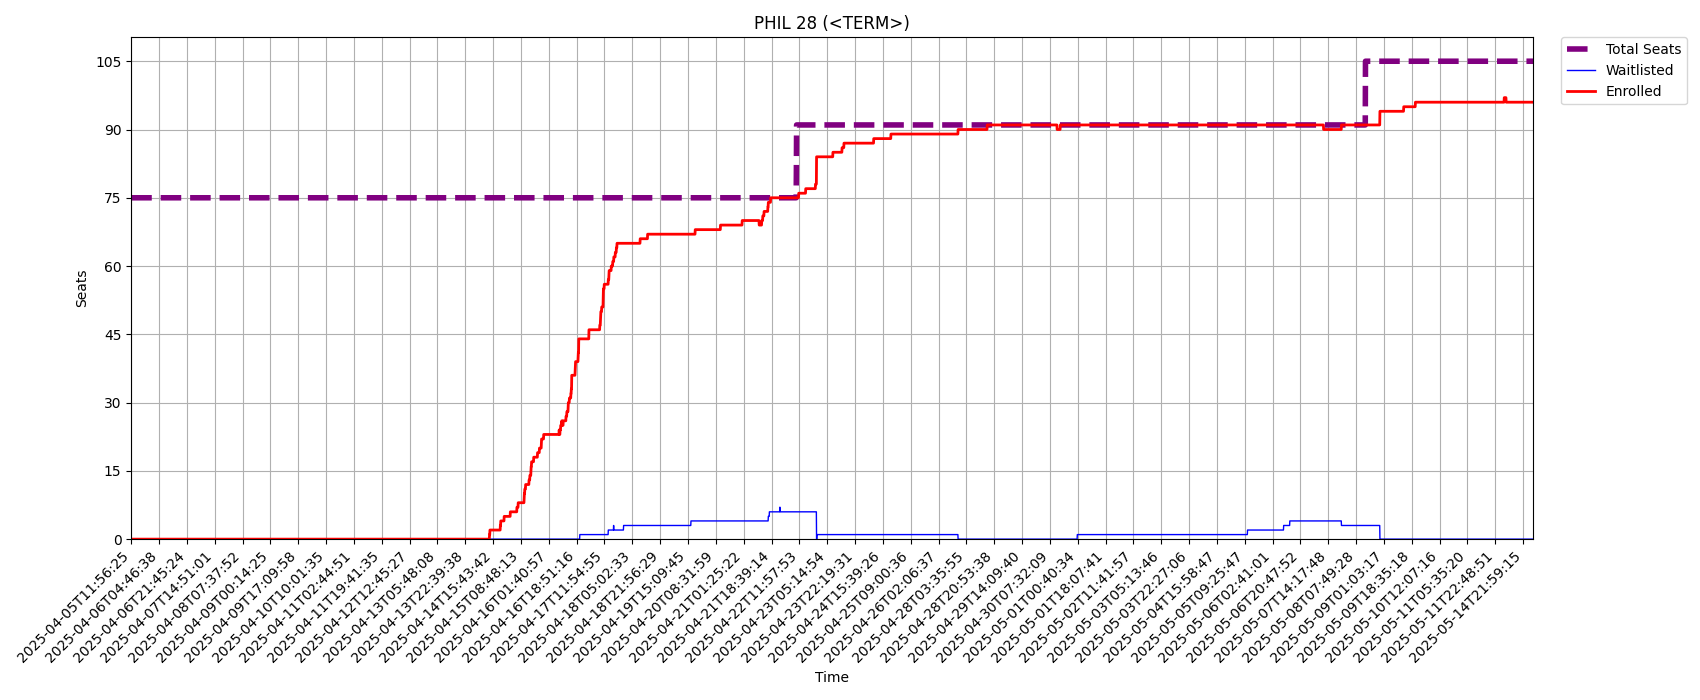 PHIL 28 (<TERM>)
Total Seats
Waitlisted
Enrolled
105
90
75
60
45
30
15
0
Seats
2025-04-05T11:56:25
2025-04-06T04:46:38
2025-04-06T21:45:24
2025-04-07T14:51:01
2025-04-08T07:37:52
2025-04-09T00:14:25
2025-04-09T17:09:58
2025-04-10T10:01:35
2025-04-11T02:44:51
2025-04-11T19:41:35
2025-04-12T12:45:27
2025-04-13T05:48:08
2025-04-13T22:39:38
2025-04-14T15:43:42
2025-04-15T08:48:13
2025-04-16T01:40:57
2025-04-16T18:51:16
2025-04-17T11:54:55
2025-04-18T05:02:33
2025-04-18T21:56:29
2025-04-19T15:09:45
2025-04-20T08:31:59
2025-04-21T01:25:22
2025-04-21T18:39:14
2025-04-22T11:57:53
2025-04-23T05:14:54
2025-04-23T22:19:31
2025-04-24T15:39:26
2025-04-25T09:00:36
2025-04-26T02:06:37
2025-04-28T03:35:55
2025-04-28T20:53:38
2025-04-29T14:09:40
2025-04-30T07:32:09
2025-05-01T00:40:34
2025-05-01T18:07:41
2025-05-02T11:41:57
2025-05-03T05:13:46
2025-05-03T22:27:06
2025-05-04T15:58:47
2025-05-05T09:25:47
2025-05-06T02:41:01
2025-05-06T20:47:52
2025-05-07T14:17:48
2025-05-08T07:49:28
2025-05-09T01:03:17
2025-05-09T18:35:18
2025-05-10T12:07:16
2025-05-11T05:35:20
2025-05-11T22:48:51
2025-05-14T21:59:15
Time